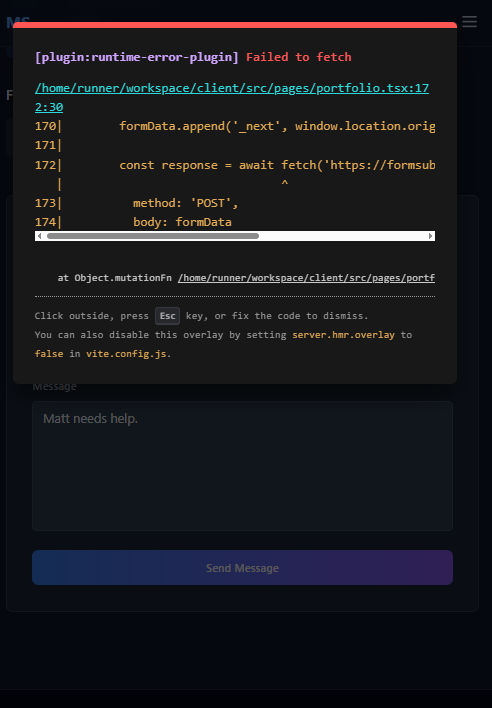 MS
[plugin:runtime-error-plugin] Failed to fetch
/home/runner/workspace/client/src/pages/portfolio.tsx:17
2:30
170|        formData.append('_next', window.location.orig
171|
172|        const response = await fetch('https://formsub
   |                               ^
173|          method: 'POST',
174|          body: formData
at Object.mutationFn /home/runner/workspace/client/src/pages/portf
Click outside, press Esc key, or fix the code to dismiss.
You can also disable this overlay by setting server.hmr.overlay to
false in vite.config.js.
Message
Matt needs help.
Send Message